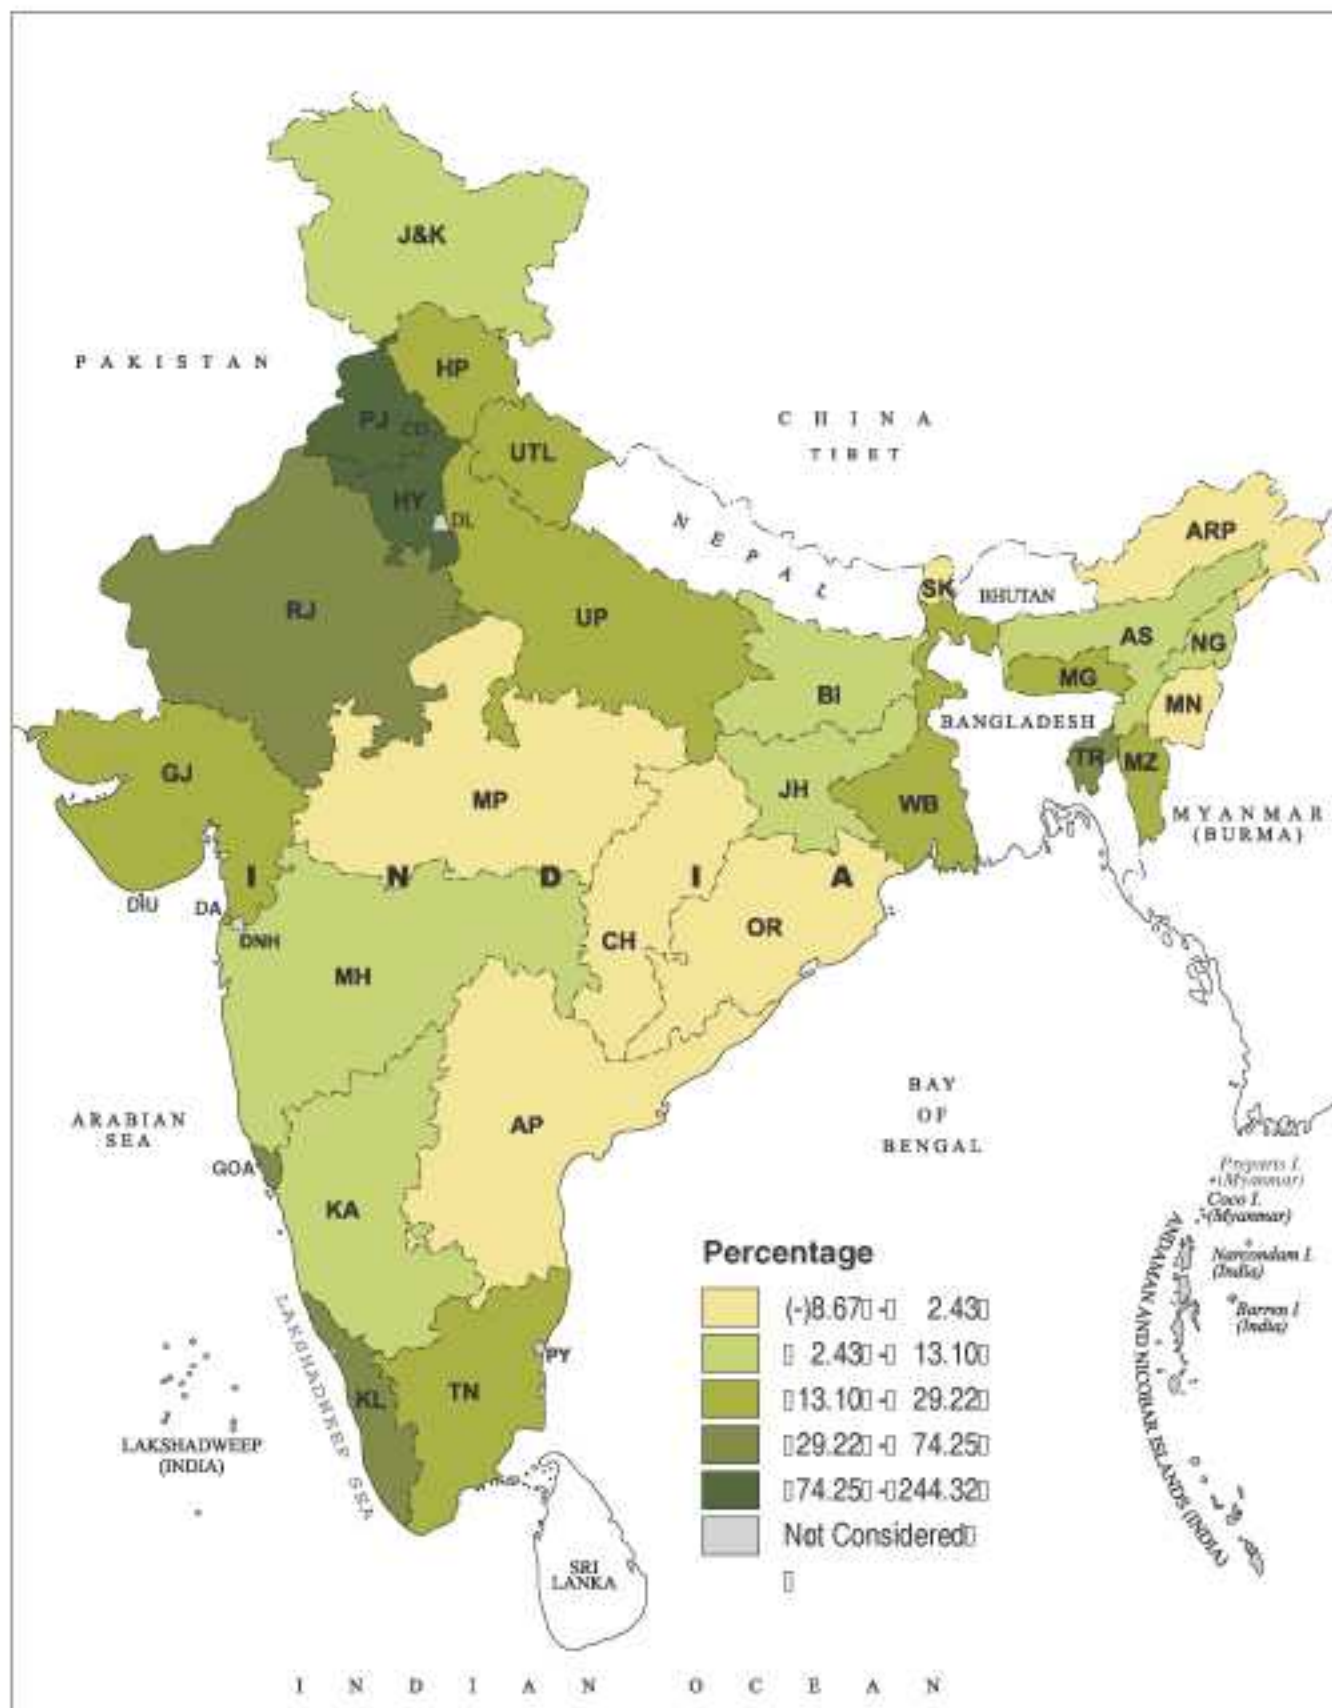 J&K
PAKISTAN
HP
CHINA
TIBET
PJ
UTL
HY
DL
NEPAL
ARP
SK
BHUTAN
RJ
UP
AS
NG
MG
BI
MN
BANGLADESH
GJ
TR
MZ
MP
JH
WB
MYANMAR
(BURMA)
INDIA
DIU
DA
DNH
OR
CH
MH
BAY
OF
BENGAL
ARABIAN
SEA
AP
GOA
KA
Preparis I.
(Myanmar)
Coco I.
(Myanmar)
Narcondam I.
(India)
Barren I
(India)
ANDAMAN AND NICOBAR ISLANDS (INDIA)
Percentage
(-)8.67 - 2.43
2.43 - 13.10
13.10 - 29.22
29.22 - 74.25
74.25 - 244.32
Not Considered
PY
TN
KL
LAKSHADWEEP
(INDIA)
SRI
LANKA
INDIAN OCEAN